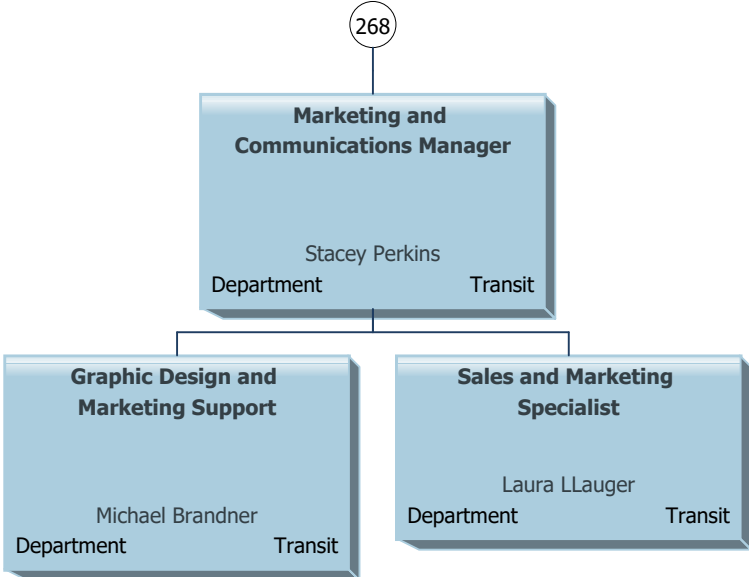 268
Marketing and
Communications Manager
Stacey Perkins
Department Transit
Graphic Design and
Marketing Support
Michael Brandner
Department Transit
Sales and Marketing
Specialist
Laura LLauger
Department Transit